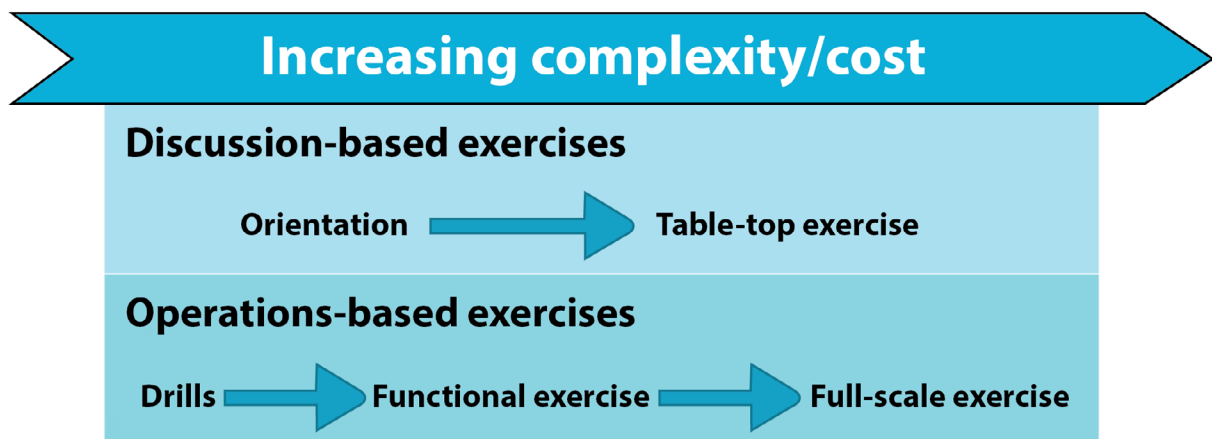 Increasing complexity/cost
Discussion-based exercises
Orientation Table-top exercise
Operations-based exercises
Drills Functional exercise Full-scale exercise